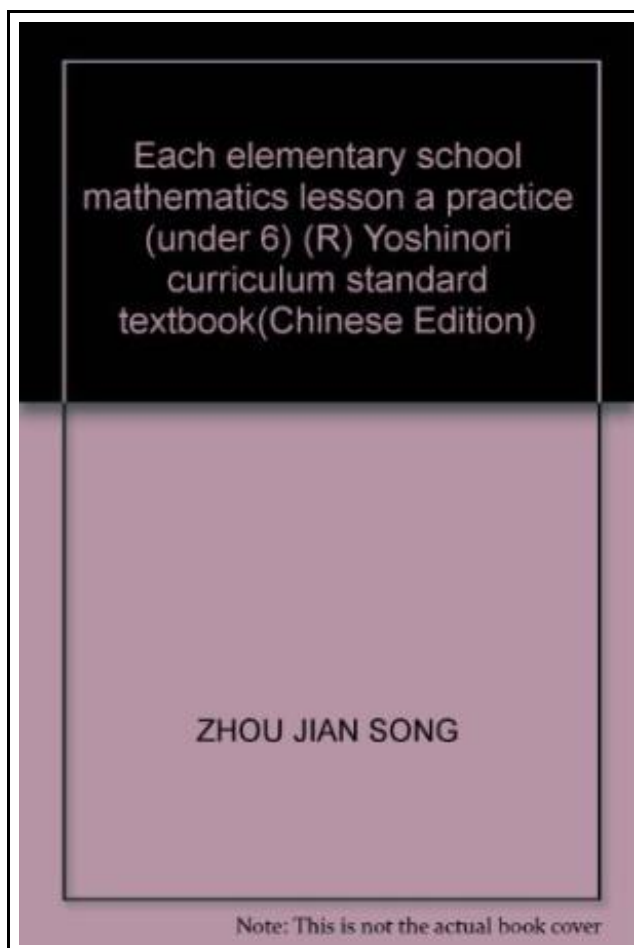 Each elementary school
mathematics lesson a practice
(under 6) (R) Yoshinori
curriculum standard
textbook(Chinese Edition)
ZHOU JIAN SONG
Note: This is not the actual book cover